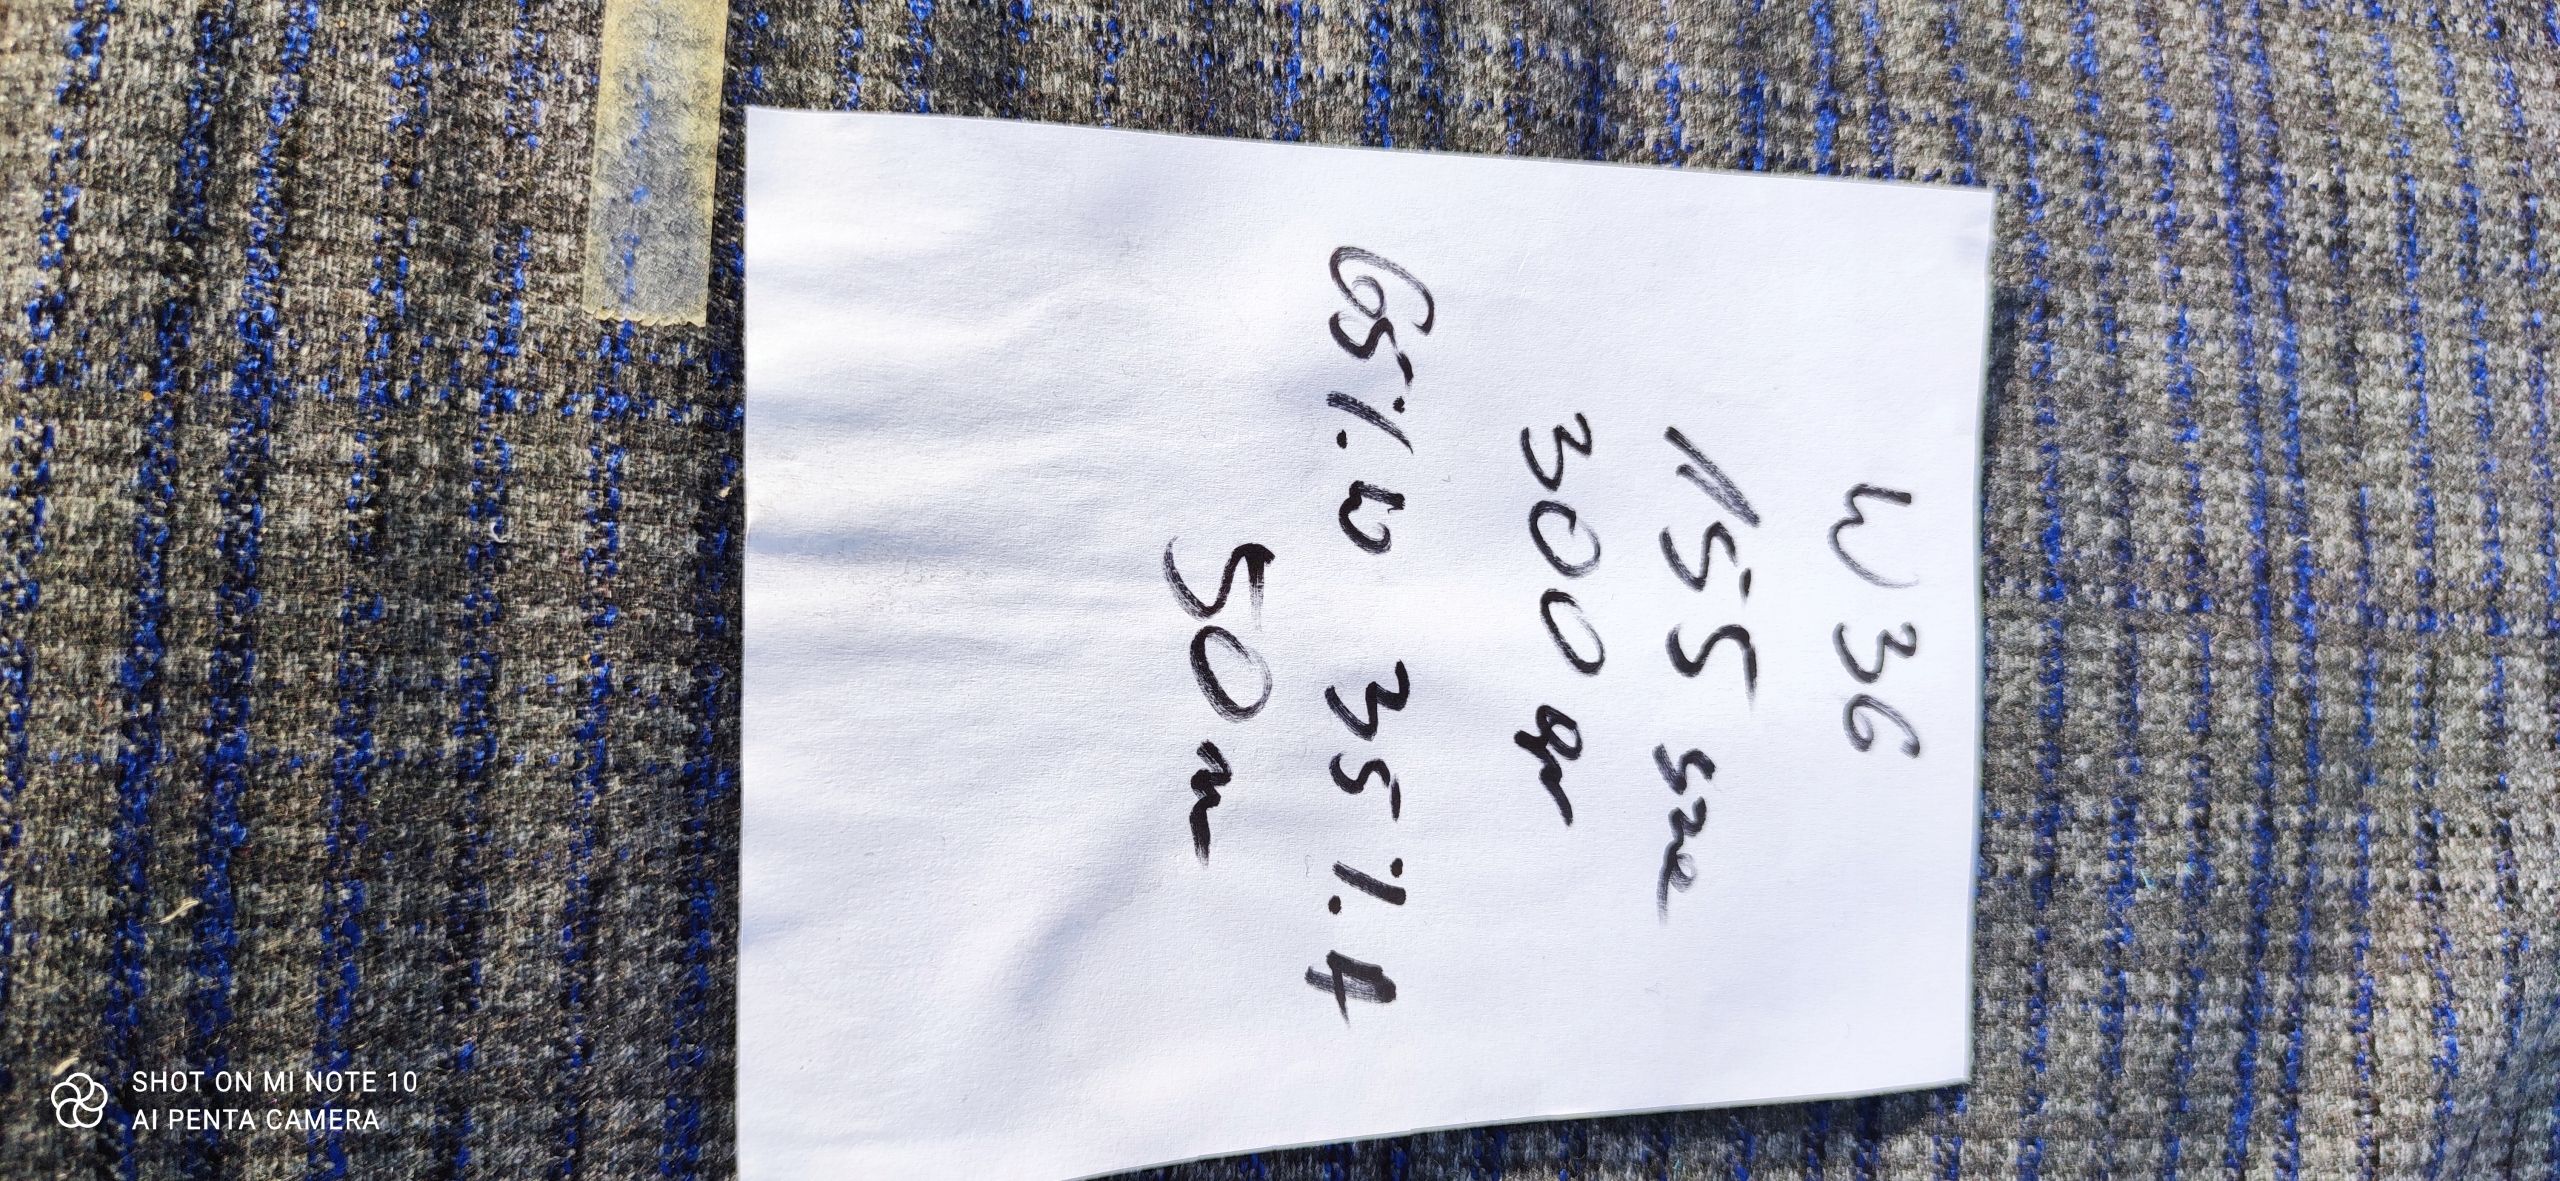 W36
155 sze
300 gr
65%.W 35%.A
50 m
SHOT ON MI NOTE 10
AI PENTA CAMERA